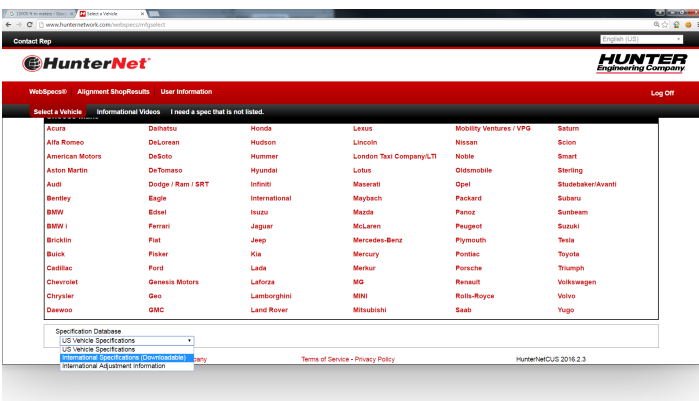 12000 ft in meters - Goo
Select a Vehicle
www.hunternetwork.com/webspecs/mfgselect
Contact Rep
English (US)
HunterNet
HUNTER
Engineering Company
WebSpecs® Alignment ShopResults User Information
Log Off
Select a Vehicle Informational Videos I need a spec that is not listed.
Acura Daihatsu Honda Lexus Mobility Ventures / VPG Saturn
Alfa Romeo DeLorean Hudson Lincoln Nissan Scion
American Motors DeSoto Hummer London Taxi Company/LTI Noble Smart
Aston Martin DeTomaso Hyundai Lotus Oldsmobile Sterling
Audi Dodge / Ram / SRT Infiniti Maserati Opel Studebaker/Avanti
Bentley Eagle International Maybach Packard Subaru
BMW Edsel Isuzu Mazda Panoz Sunbeam
BMW i Ferrari Jaguar McLaren Peugeot Suzuki
Bricklin Fiat Jeep Mercedes-Benz Plymouth Tesla
Buick Fisker Kia Mercury Pontiac Toyota
Cadillac Ford Lada Merkur Porsche Triumph
Chevrolet Genesis Motors Laforza MG Renault Volkswagen
Chrysler Geo Lamborghini MINI Rolls-Royce Volvo
Daewoo GMC Land Rover Mitsubishi Saab Yugo
Specification Database
US Vehicle Specifications
US Vehicle Specifications
International Specifications (Downloadable)
International Adjustment Information
Terms of Service - Privacy Policy
HunterNetCUS 2016.2.3